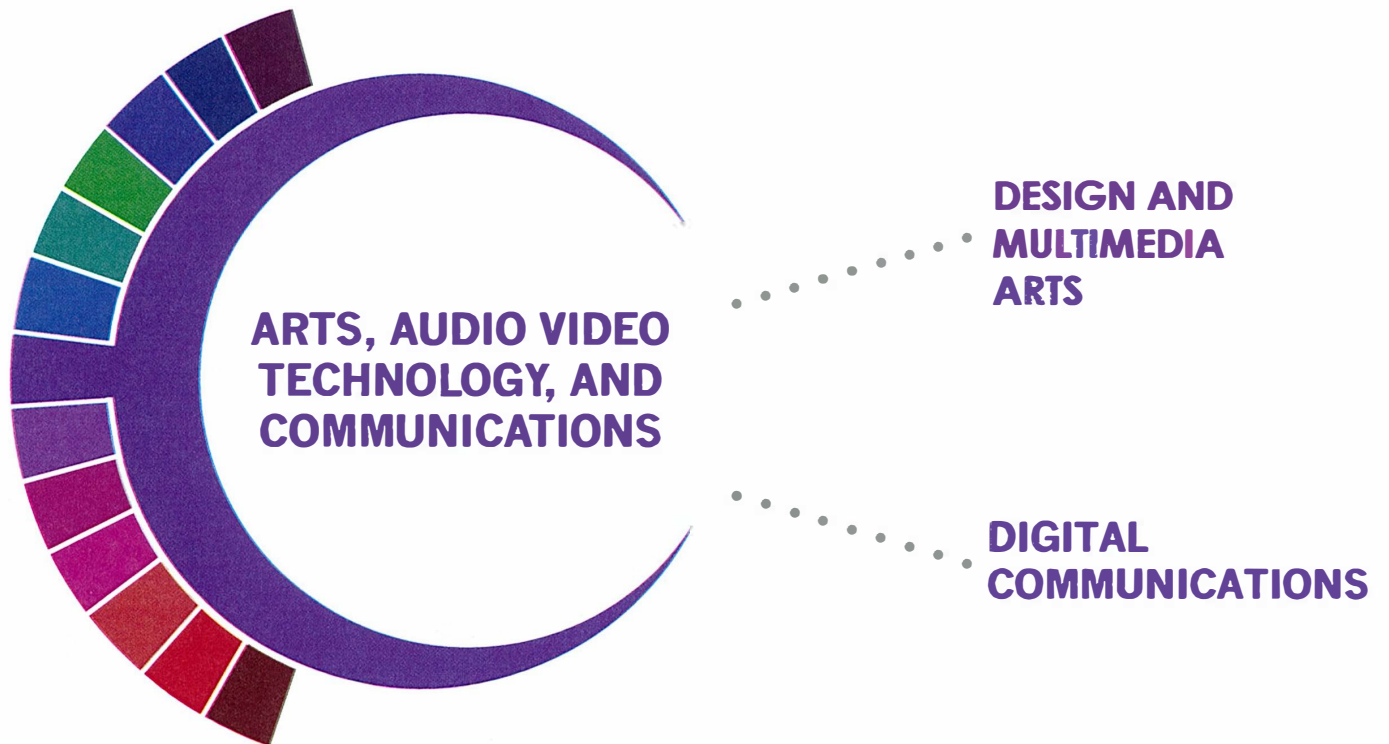 ARTS, AUDIO VIDEO
TECHNOLOGY, AND
COMMUNICATIONS
DESIGN AND
MULTIMEDIA
ARTS
DIGITAL
COMMUNICATIONS